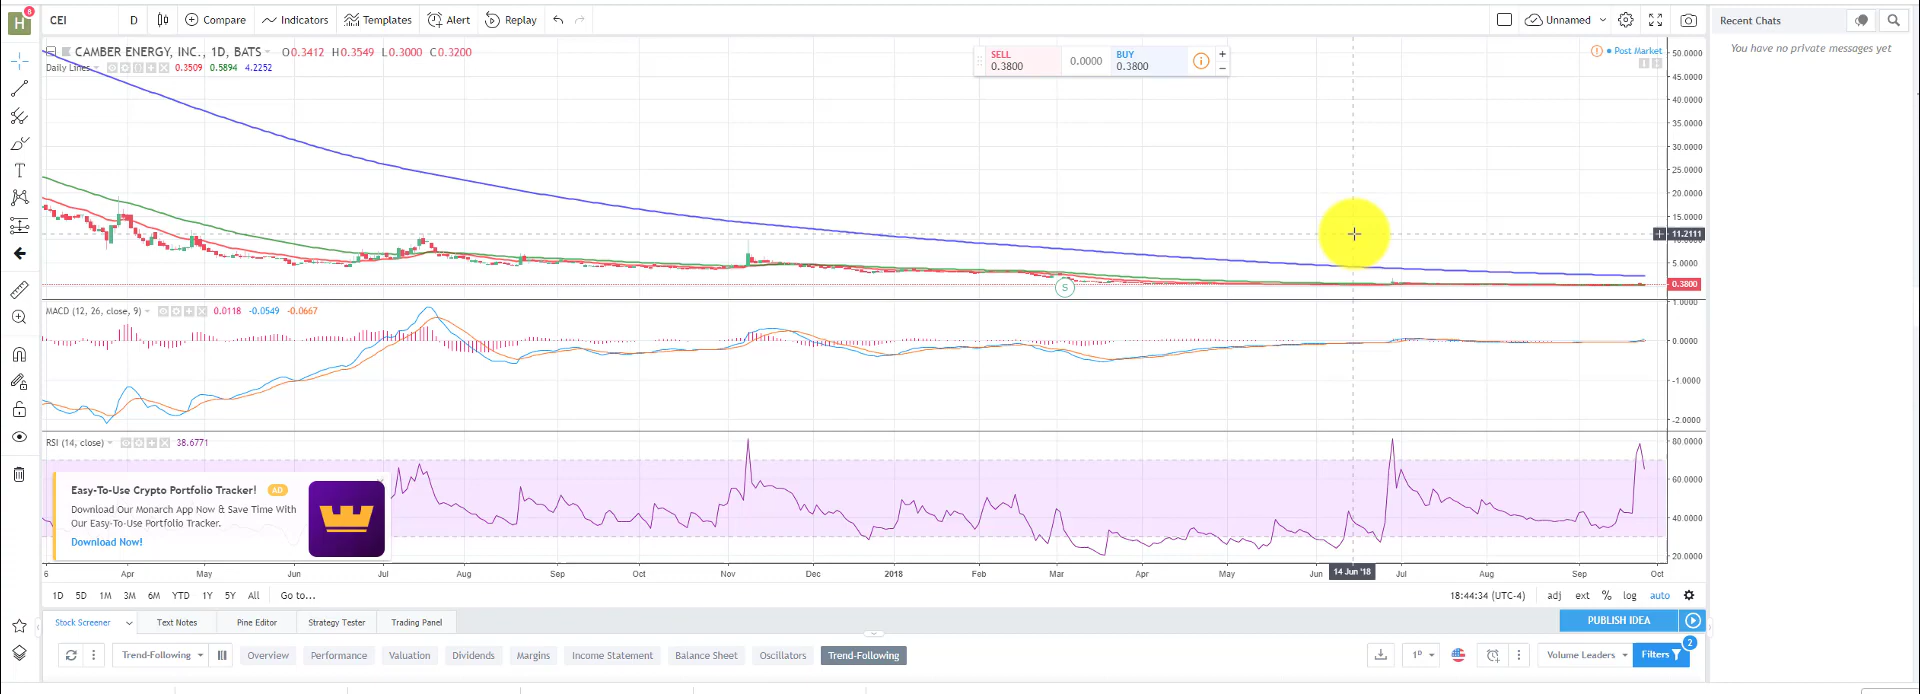 H
8
CEI
D
Compare
Indicators
Templates
Alert
Replay
Unnamed
Recent Chats
You have no private messages yet
CAMBER ENERGY, INC., 1D, BATS
O0.3412 H0.3549 L0.3000 C0.3200
Daily Lines
0.3509 0.5894 4.2252
SELL
0.3800
0.0000
BUY
0.3800
+
−
Post Market
50.0000
45.0000
40.0000
35.0000
30.0000
25.0000
20.0000
15.0000
11.2111
5.0000
0.3800
S
MACD (12, 26, close, 9)
0.0118 -0.0549 -0.0667
1.0000
0.0000
-1.0000
-2.0000
RSI (14, close)
38.6771
80.0000
60.0000
40.0000
20.0000
Easy-To-Use Crypto Portfolio Tracker! AD
Download Our Monarch App Now & Save Time With
Our Easy-To-Use Portfolio Tracker.
Download Now!
6 Apr May Jun Jul Aug Sep Oct Nov Dec 2018 Feb Mar Apr May Jun 14 Jun '18 Jul Aug Sep Oct
1D 5D 1M 3M 6M YTD 1Y 5Y All Go to...
18:44:34 (UTC-4) adj ext % log auto
Stock Screener
Text Notes
Pine Editor
Strategy Tester
Trading Panel
PUBLISH IDEA
Trend-Following
Overview
Performance
Valuation
Dividends
Margins
Income Statement
Balance Sheet
Oscillators
Trend-Following
1D
Volume Leaders
Filters
2